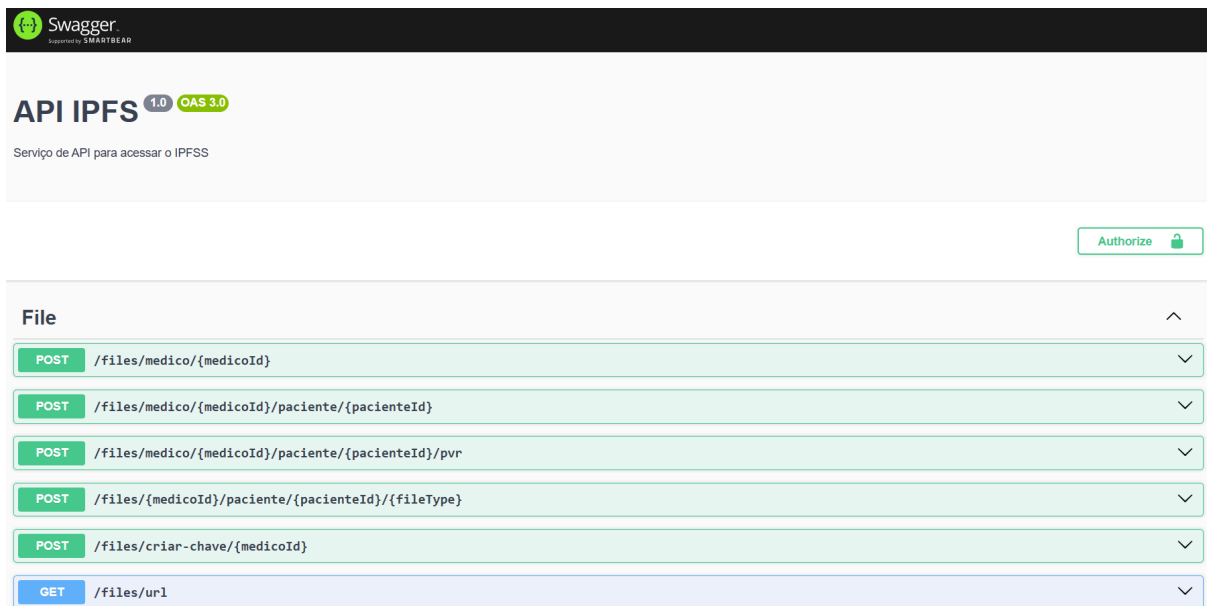 {··} Swagger.
Supported by SMARTBEAR
API IPFS 1.0 OAS 3.0
Serviço de API para acessar o IPFSS
Authorize
File
POST /files/medico/{medicoId}
POST /files/medico/{medicoId}/paciente/{pacienteId}
POST /files/medico/{medicoId}/paciente/{pacienteId}/pvr
POST /files/{medicoId}/paciente/{pacienteId}/{fileType}
POST /files/criar-chave/{medicoId}
GET /files/url